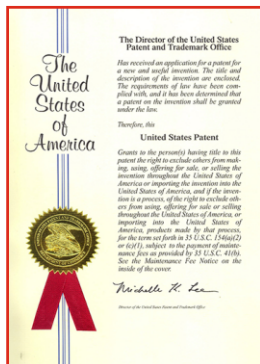 The
United
States
of
America
The Director of the United States
Patent and Trademark Office
Has received an application for a patent for
a new and useful invention. The title and
description of the invention are enclosed.
The requirements of law have been com-
plied with, and it has been determined that
a patent on the invention shall be granted
under the law.
Therefore, this
United States Patent
Grants to the person(s) having title to this
patent the right to exclude others from mak-
ing, using, offering for sale, or selling the
invention throughout the United States of
America or importing the invention into the
United States of America, and if the inven-
tion is a process, of the right to exclude oth-
ers from using, offering for sale or selling
throughout the United States of America, or
importing into the United States of
America, products made by that process,
for the term set forth in 35 U.S.C. 154(a)(2)
or (c)(1), subject to the payment of mainte-
nance fees as provided by 35 U.S.C. 41(b).
See the Maintenance Fee Notice on the
inside of the cover.
Michelle K. Lee
Director of the United States Patent and Trademark Office